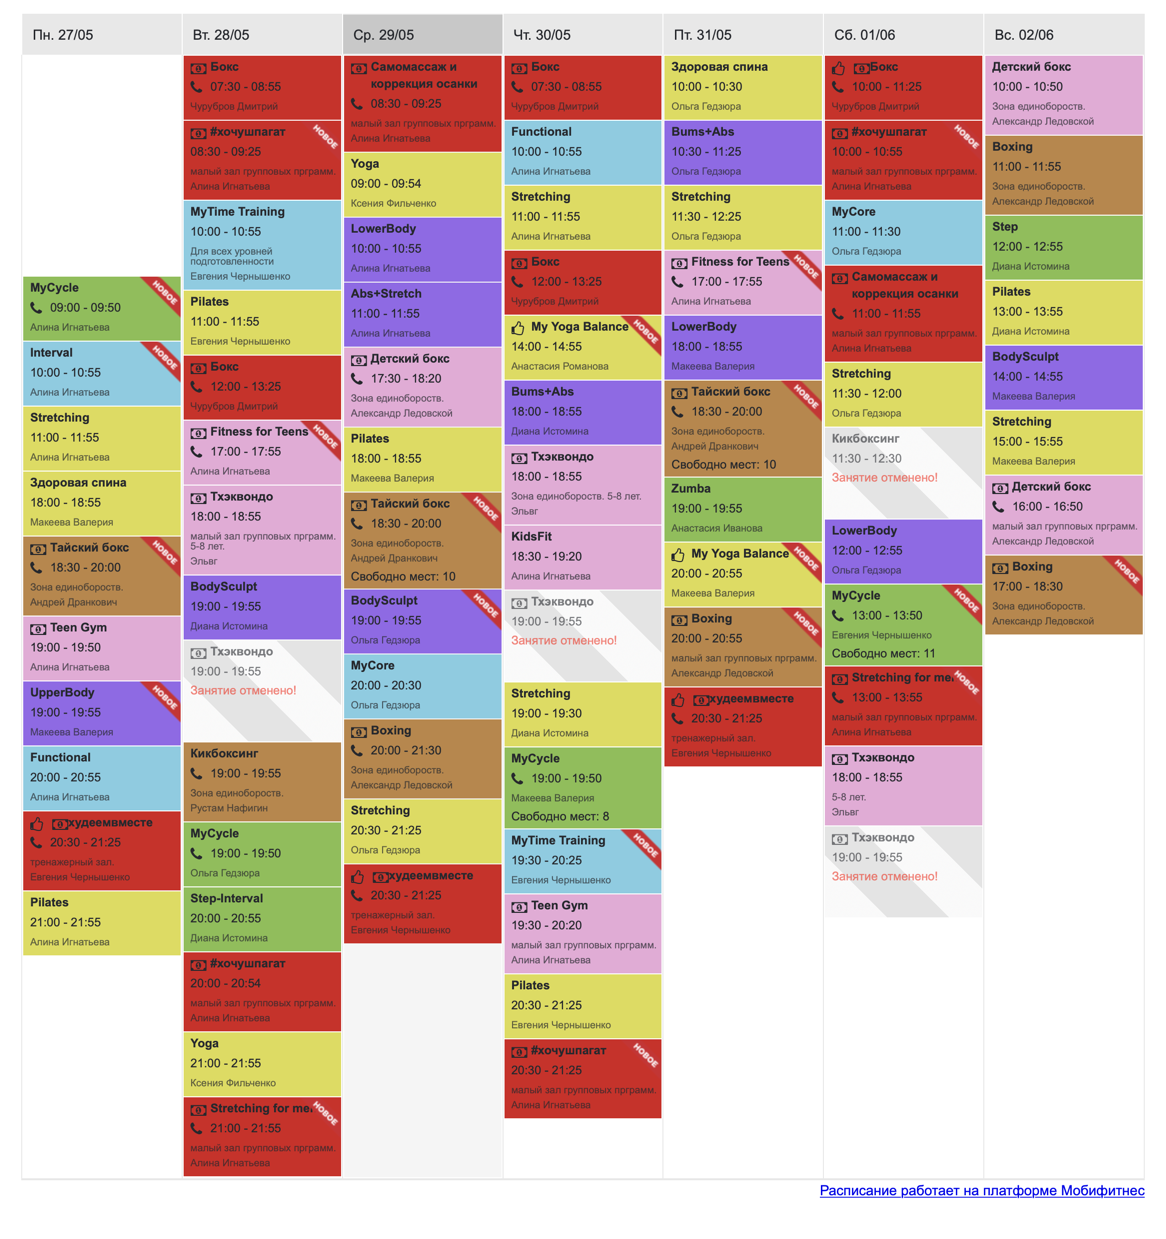 Пн. 27/05
MyCycle
НОВОЕ
09:00 - 09:50
Алина Игнатьева
Interval
НОВОЕ
10:00 - 10:55
Алина Игнатьева
Stretching
11:00 - 11:55
Алина Игнатьева
Здоровая спина
18:00 - 18:55
Макеева Валерия
Тайский бокс
НОВОЕ
18:30 - 20:00
Зона единобороств.
Андрей Дранкович
Teen Gym
19:00 - 19:50
Алина Игнатьева
UpperBody
НОВОЕ
19:00 - 19:55
Макеева Валерия
Functional
20:00 - 20:55
Алина Игнатьева
худеемвместе
20:30 - 21:25
тренажерный зал.
Евгения Чернышенко
Pilates
21:00 - 21:55
Алина Игнатьева
Вт. 28/05
Бокс
07:30 - 08:55
Чурубров Дмитрий
#хочушпагат
НОВОЕ
08:30 - 09:25
малый зал групповых прграмм.
Алина Игнатьева
MyTime Training
10:00 - 10:55
Для всех уровней
подготовленности
Евгения Чернышенко
Pilates
11:00 - 11:55
Евгения Чернышенко
Бокс
12:00 - 13:25
Чурубров Дмитрий
Fitness for Teens
НОВОЕ
17:00 - 17:55
Алина Игнатьева
Тхэквондо
18:00 - 18:55
малый зал групповых прграмм.
5-8 лет.
Эльвг
BodySculpt
19:00 - 19:55
Диана Истомина
Тхэквондо
19:00 - 19:55
Занятие отменено!
Кикбоксинг
19:00 - 19:55
Зона единоборств.
Рустам Нафигин
MyCycle
19:00 - 19:50
Ольга Гедзюра
Step-Interval
20:00 - 20:55
Диана Истомина
#хочушпагат
20:00 - 20:54
малый зал групповых прграмм.
Алина Игнатьева
Yoga
21:00 - 21:55
Ксения Фильченко
Stretching for me
НОВОЕ
21:00 - 21:55
малый зал групповых прграмм.
Алина Игнатьева
Ср. 29/05
Самомассаж и
коррекция осанки
08:30 - 09:25
малый зал групповых прграмм.
Алина Игнатьева
Yoga
09:00 - 09:54
Ксения Фильченко
LowerBody
10:00 - 10:55
Алина Игнатьева
Abs+Stretch
11:00 - 11:55
Алина Игнатьева
Детский бокс
17:30 - 18:20
Зона единоборств.
Александр Ледовской
Pilates
18:00 - 18:55
Макеева Валерия
Тайский бокс
НОВОЕ
18:30 - 20:00
Зона единоборств.
Андрей Дранкович
Свободно мест: 10
BodySculpt
НОВОЕ
19:00 - 19:55
Ольга Гедзюра
MyCore
20:00 - 20:30
Ольга Гедзюра
Boxing
20:00 - 21:30
Зона единоборств.
Александр Ледовской
Stretching
20:30 - 21:25
Ольга Гедзюра
худеемвместе
20:30 - 21:25
тренажерный зал.
Евгения Чернышенко
Чт. 30/05
Бокс
07:30 - 08:55
Чурубров Дмитрий
Functional
10:00 - 10:55
Алина Игнатьева
Stretching
11:00 - 11:55
Алина Игнатьева
Бокс
12:00 - 13:25
Чурубров Дмитрий
My Yoga Balance
НОВОЕ
14:00 - 14:55
Анастасия Романова
Bums+Abs
18:00 - 18:55
Диана Истомина
Тхэквондо
18:00 - 18:55
Зона единоборств. 5-8 лет.
Эльвг
KidsFit
18:30 - 19:20
Алина Игнатьева
Тхэквондо
19:00 - 19:55
Занятие отменено!
Stretching
19:00 - 19:30
Диана Истомина
MyCycle
19:00 - 19:50
Макеева Валерия
Свободно мест: 8
MyTime Training
НОВОЕ
19:30 - 20:25
Евгения Чернышенко
Teen Gym
19:30 - 20:20
малый зал групповых прграмм.
Алина Игнатьева
Pilates
20:30 - 21:25
Евгения Чернышенко
#хочушпагат
НОВОЕ
20:30 - 21:25
малый зал групповых прграмм.
Алина Игнатьева
Пт. 31/05
Здоровая спина
10:00 - 10:30
Ольга Гедзюра
Bums+Abs
10:30 - 11:25
Ольга Гедзюра
Stretching
11:30 - 12:25
Ольга Гедзюра
Fitness for Teens
НОВОЕ
17:00 - 17:55
Алина Игнатьева
LowerBody
18:00 - 18:55
Макеева Валерия
Тайский бокс
НОВОЕ
18:30 - 20:00
Зона единоборств.
Андрей Дранкович
Свободно мест: 10
Zumba
19:00 - 19:55
Анастасия Иванова
My Yoga Balance
НОВОЕ
20:00 - 20:55
Макеева Валерия
Boxing
НОВОЕ
20:00 - 20:55
малый зал групповых прграмм.
Александр Ледовской
худеемвместе
20:30 - 21:25
тренажерный зал.
Евгения Чернышенко
Сб. 01/06
Бокс
10:00 - 11:25
Чурубров Дмитрий
#хочушпагат
НОВОЕ
10:00 - 10:55
малый зал групповых прграмм.
Алина Игнатьева
MyCore
11:00 - 11:30
Ольга Гедзюра
Самомассаж и
коррекция осанки
11:00 - 11:55
малый зал групповых прграмм.
Алина Игнатьева
Stretching
11:30 - 12:00
Ольга Гедзюра
Кикбоксинг
11:30 - 12:30
Занятие отменено!
LowerBody
12:00 - 12:55
Ольга Гедзюра
MyCycle
НОВОЕ
13:00 - 13:50
Евгения Чернышенко
Свободно мест: 11
Stretching for me
НОВОЕ
13:00 - 13:55
малый зал групповых прграмм.
Алина Игнатьева
Тхэквондо
18:00 - 18:55
5-8 лет.
Эльвг
Тхэквондо
19:00 - 19:55
Занятие отменено!
Вс. 02/06
Детский бокс
10:00 - 10:50
Зона единоборств.
Александр Ледовской
Boxing
11:00 - 11:55
Зона единоборств.
Александр Ледовской
Step
12:00 - 12:55
Диана Истомина
Pilates
13:00 - 13:55
Диана Истомина
BodySculpt
14:00 - 14:55
Макеева Валерия
Stretching
15:00 - 15:55
Макеева Валерия
Детский бокс
16:00 - 16:50
малый зал групповых прграмм.
Александр Ледовской
Boxing
НОВОЕ
17:00 - 18:30
Зона единоборств.
Александр Ледовской
Расписание работает на платформе Мобифитнес